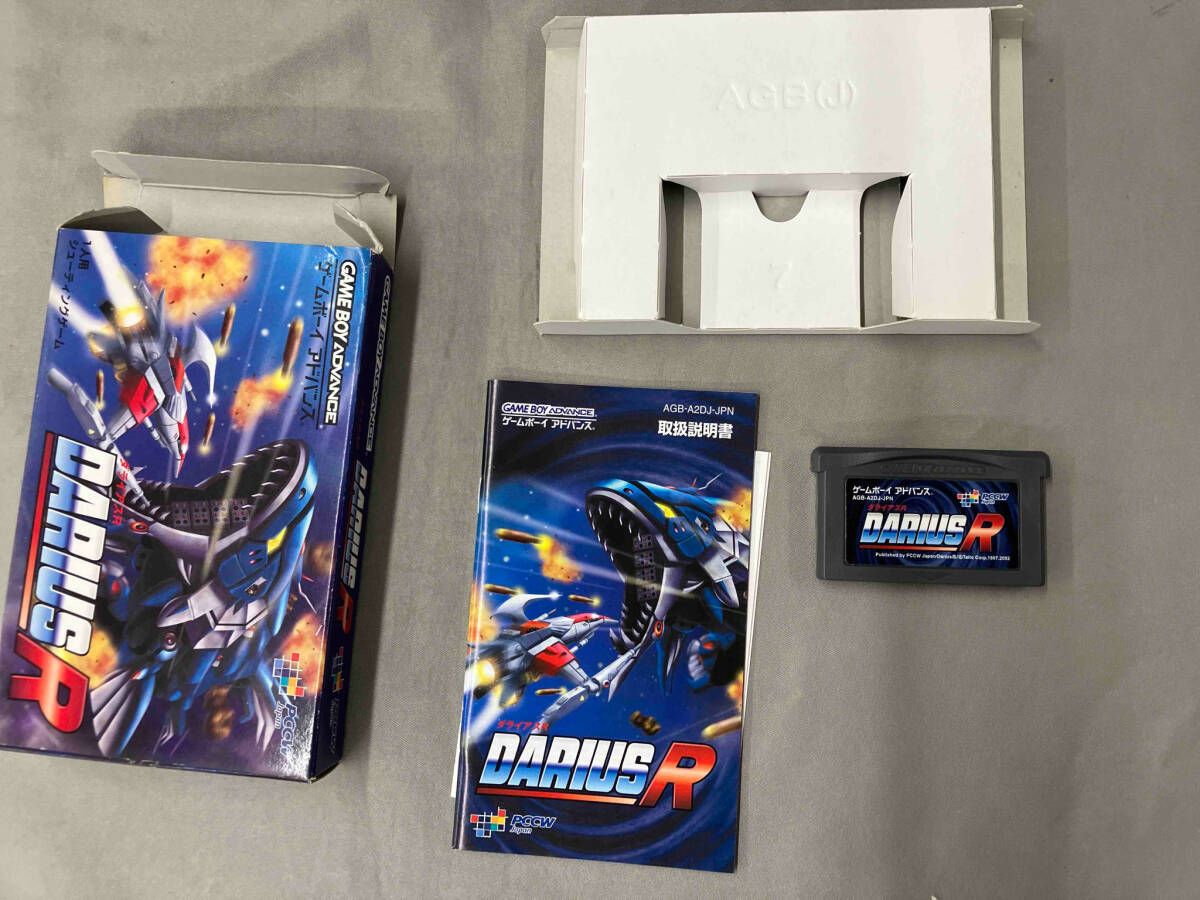 1人用
シューティングゲーム
GAME BOY ADVANCE
ゲームボーイ アドバンス
ダライアスR
DARIUS R
PCCW
Japan
GAME BOY ADVANCE
DARIUS R
AGB(J)
GAME BOY ADVANCE
ゲームボーイ アドバンス
AGB-A2DJ-JPN
取扱説明書
ダライアスR
DARIUS R
PCCW
Japan
GAME BOY ADVANCE
ゲームボーイ アドバンス
AGB-A2DJ-JPN
PCCW
Japan
ダライアスR
DARIUS R